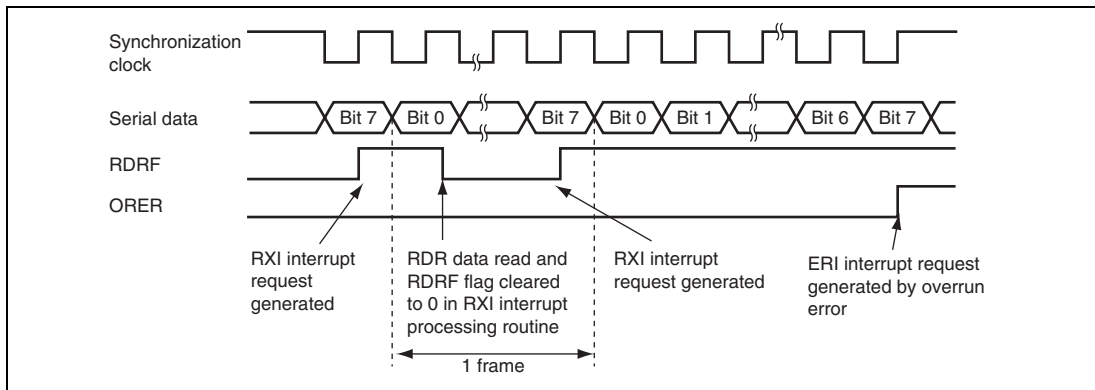 Synchronization
clock
Serial data
Bit 7 Bit 0 Bit 7 Bit 0 Bit 1 Bit 6 Bit 7
RDRF
ORER
RXI interrupt
request
generated
RDR data read and
RDRF flag cleared
to 0 in RXI interrupt
processing routine
RXI interrupt
request generated
ERI interrupt request
generated by overrun
error
1 frame